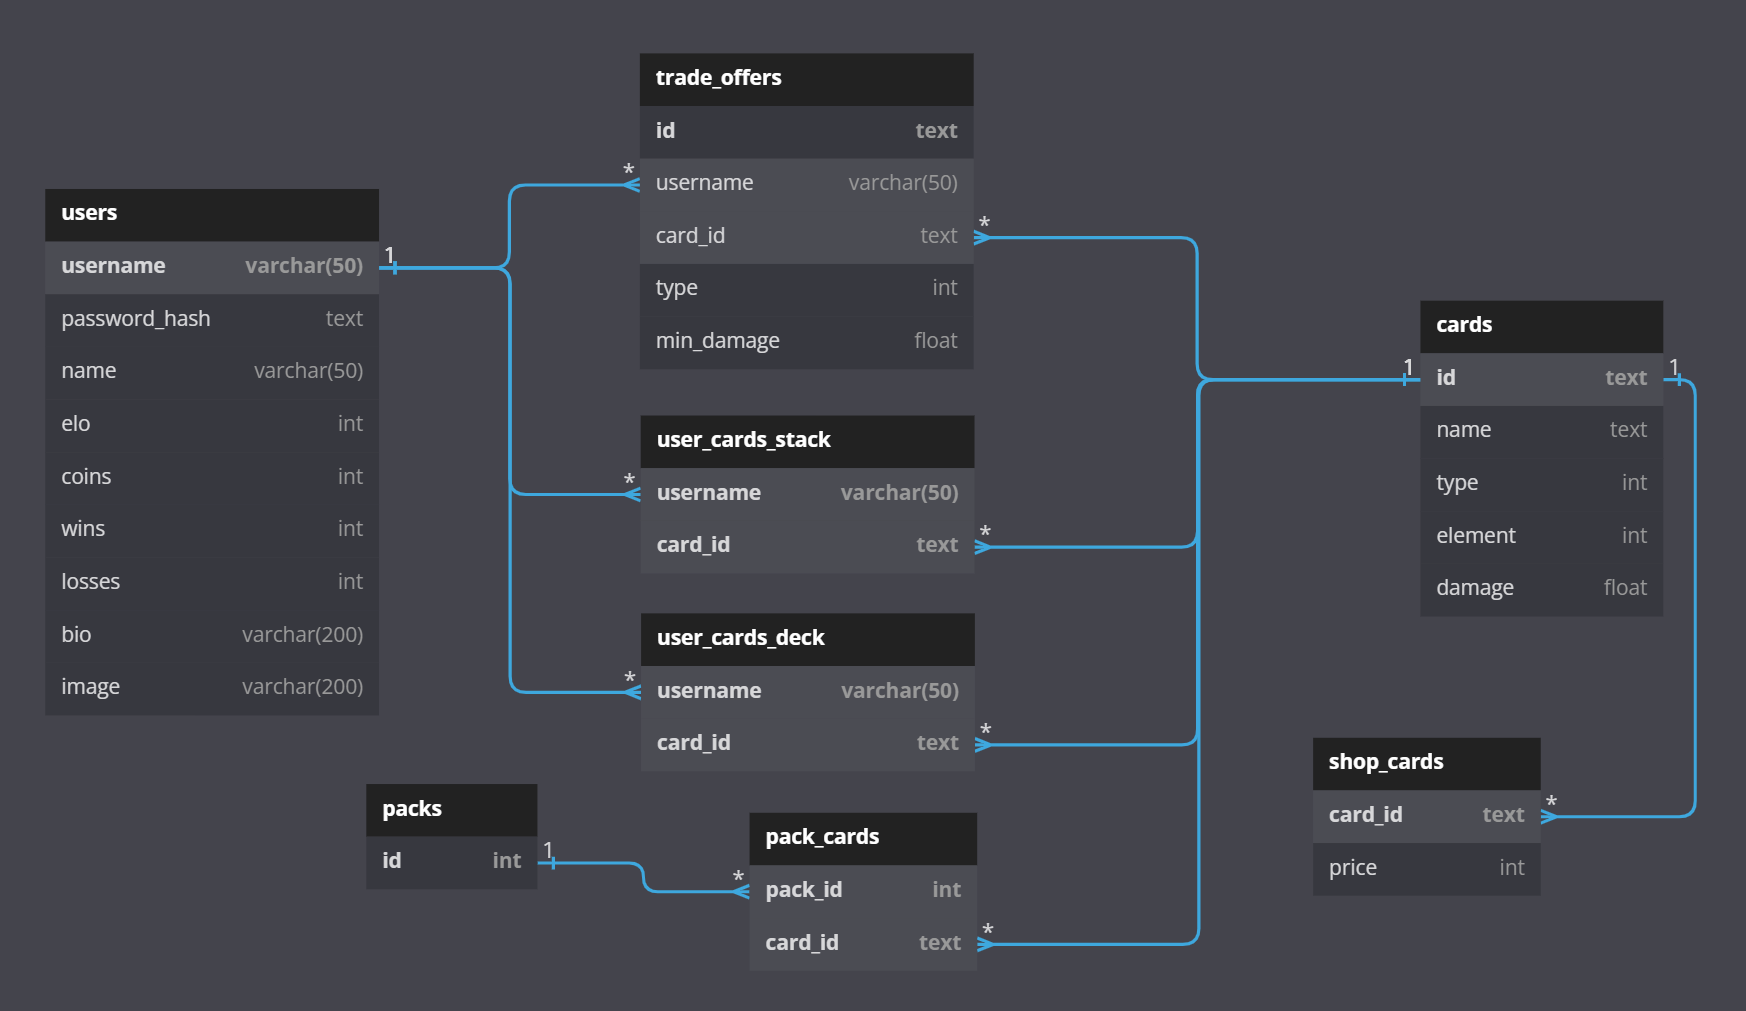 trade_offers
id text
username varchar(50)
card_id text
type int
min_damage float
users
username varchar(50)
password_hash text
name varchar(50)
elo int
coins int
wins int
losses int
bio varchar(200)
image varchar(200)
user_cards_stack
username varchar(50)
card_id text
user_cards_deck
username varchar(50)
card_id text
packs
id int
pack_cards
pack_id int
card_id text
cards
id text
name text
type int
element int
damage float
shop_cards
card_id text
price int
1
*
*
*
*
*
*
1
*
*
1
1
*